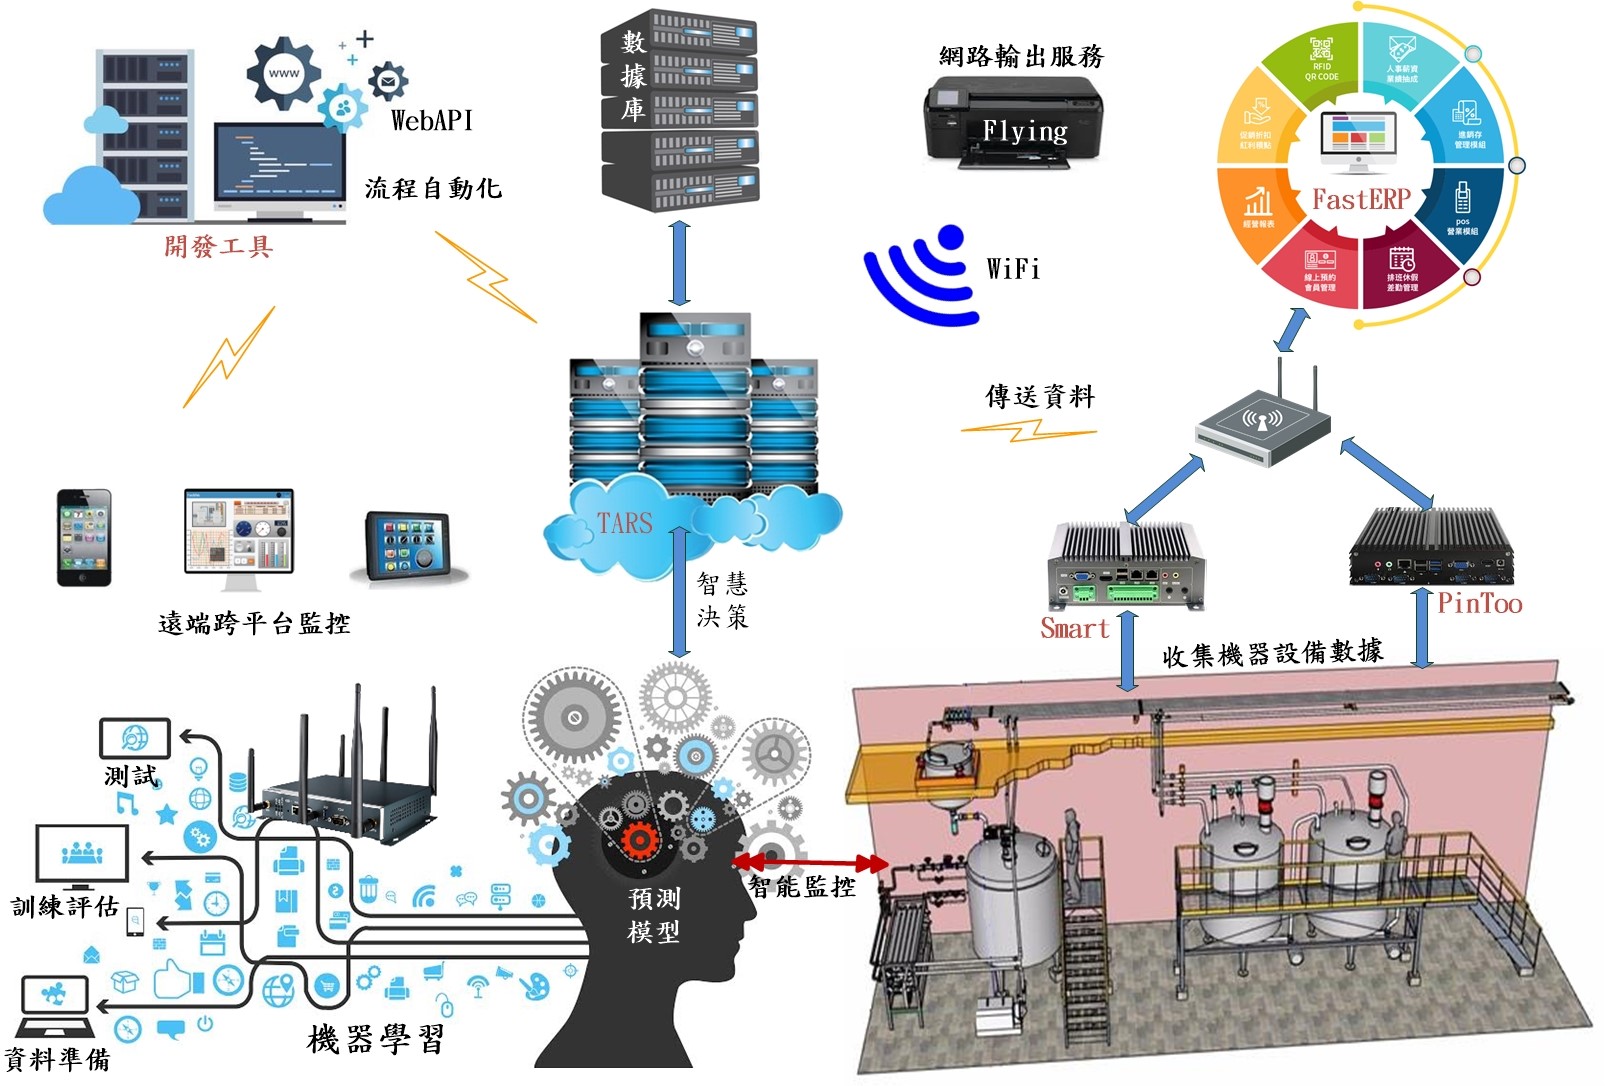 WWW
WebAPI
流程自動化
開發工具
數
據
庫
網路輸出服務
Flying
WiFi
RFID
QR CODE
人事薪資
業績抽成
進銷存
管理模組
pos
營業模組
排班休假
差勤管理
線上預約
會員管理
經營報表
促銷折扣
紅利積點
FastERP
傳送資料
TARS
智慧
決策
遠端跨平台監控
Smart
PinToo
收集機器設備數據
測試
訓練評估
資料準備
機器學習
預測
模型
智能監控